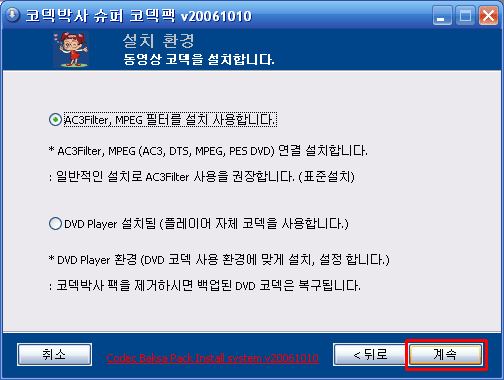 코덱박사 슈퍼 코덱팩 v20061010
설치 환경
동영상 코덱을 설치합니다.
AC3Filter, MPEG 필터를 설치 사용합니다.
* AC3Filter, MPEG (AC3, DTS, MPEG, PES DVD) 연결 설치합니다.
: 일반적인 설치로 AC3Filter 사용을 권장합니다. (표준설치)
DVD Player 설치됨 (플레이어 자체 코덱을 사용합니다.)
* DVD Player 환경 (DVD 코덱 사용 환경에 맞게 설치, 설정 합니다.)
: 코덱박사 팩을 제거하시면 백업된 DVD 코덱은 복구됩니다.
취소
Codec Baksa Pack Install system v20061010
< 뒤로
계속